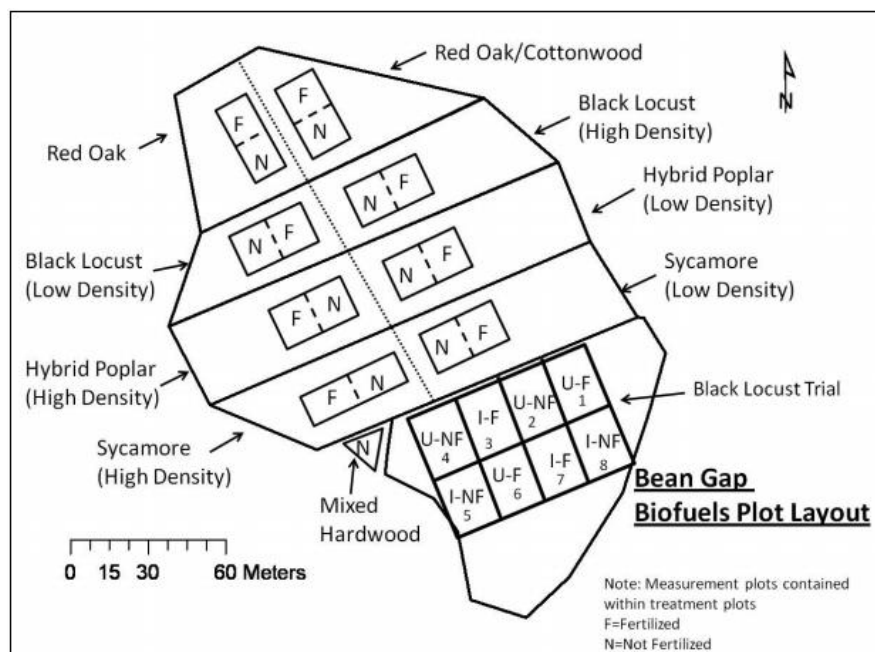 Red Oak/Cottonwood
Red Oak
Black Locust
(High Density)
Hybrid Poplar
(Low Density)
Sycamore
(Low Density)
Black Locust
(Low Density)
Hybrid Poplar
(High Density)
Sycamore
(High Density)
Mixed
Hardwood
Black Locust Trial
N
F
N
F
N
N F
N F
F N
N F
F N
N F
N
U-NF
4
I-F
3
U-NF
2
U-F
1
I-NF
5
U-F
6
I-F
7
I-NF
8
Bean Gap
Biofuels Plot Layout
0 15 30 60 Meters
Note: Measurement plots contained
within treatment plots
F=Fertilized
N=Not Fertilized